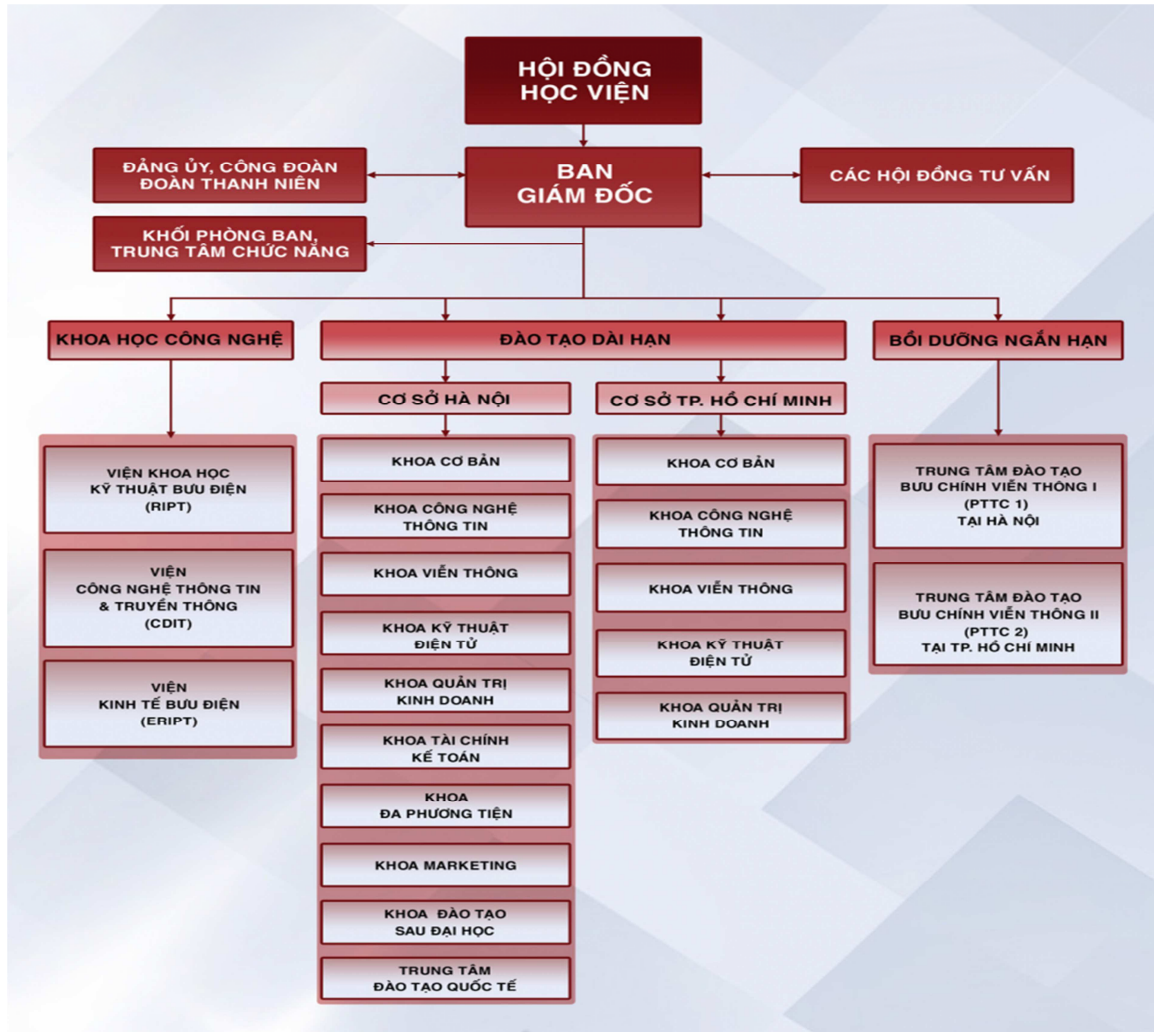 HỘI ĐỒNG
HỌC VIỆN
ĐẢNG ỦY, CÔNG ĐOÀN
ĐOÀN THANH NIÊN
BAN
GIÁM ĐỐC
CÁC HỘI ĐỒNG TƯ VẤN
KHỐI PHÒNG BAN,
TRUNG TÂM CHỨC NĂNG
KHOA HỌC CÔNG NGHỆ
ĐÀO TẠO DÀI HẠN
BỒI DƯỠNG NGẮN HẠN
CƠ SỞ HÀ NỘI
CƠ SỞ TP. HỒ CHÍ MINH
VIỆN KHOA HỌC
KỸ THUẬT BƯU ĐIỆN
(RIPT)
VIỆN
CÔNG NGHỆ THÔNG TIN
& TRUYỀN THÔNG
(CDIT)
VIỆN
KINH TẾ BƯU ĐIỆN
(ERIPT)
KHOA CƠ BẢN
KHOA CÔNG NGHỆ
THÔNG TIN
KHOA VIỄN THÔNG
KHOA KỸ THUẬT
ĐIỆN TỬ
KHOA QUẢN TRỊ
KINH DOANH
KHOA TÀI CHÍNH
KẾ TOÁN
KHOA
ĐA PHƯƠNG TIỆN
KHOA MARKETING
KHOA ĐÀO TẠO
SAU ĐẠI HỌC
TRUNG TÂM
ĐÀO TẠO QUỐC TẾ
KHOA CƠ BẢN
KHOA CÔNG NGHỆ
THÔNG TIN
KHOA VIỄN THÔNG
KHOA KỸ THUẬT
ĐIỆN TỬ
KHOA QUẢN TRỊ
KINH DOANH
TRUNG TÂM ĐÀO TẠO
BƯU CHÍNH VIỄN THÔNG I
(PTTC 1)
TẠI HÀ NỘI
TRUNG TÂM ĐÀO TẠO
BƯU CHÍNH VIỄN THÔNG II
(PTTC 2)
TẠI TP. HỒ CHÍ MINH